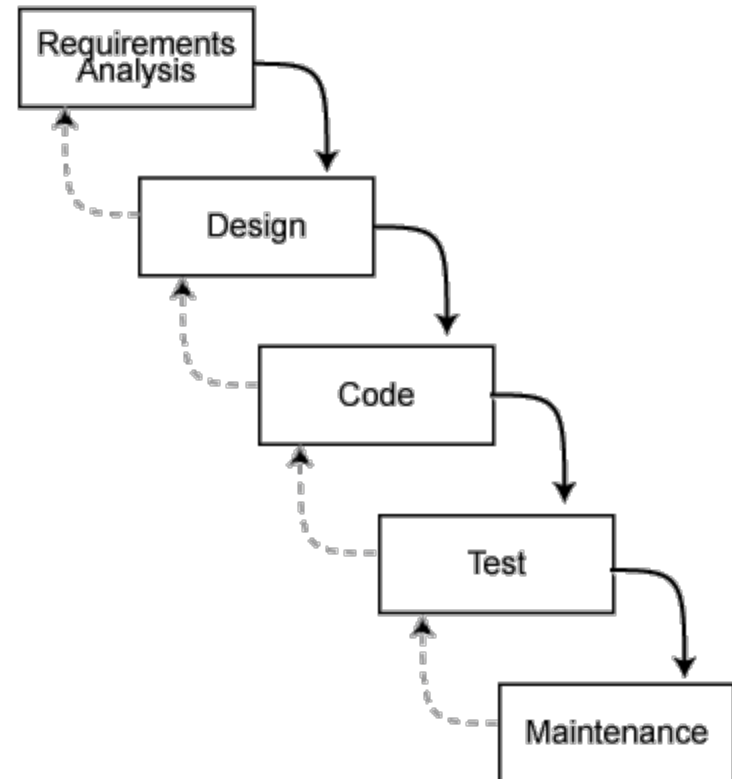 Requirements
Analysis
Design
Code
Test
Maintenance